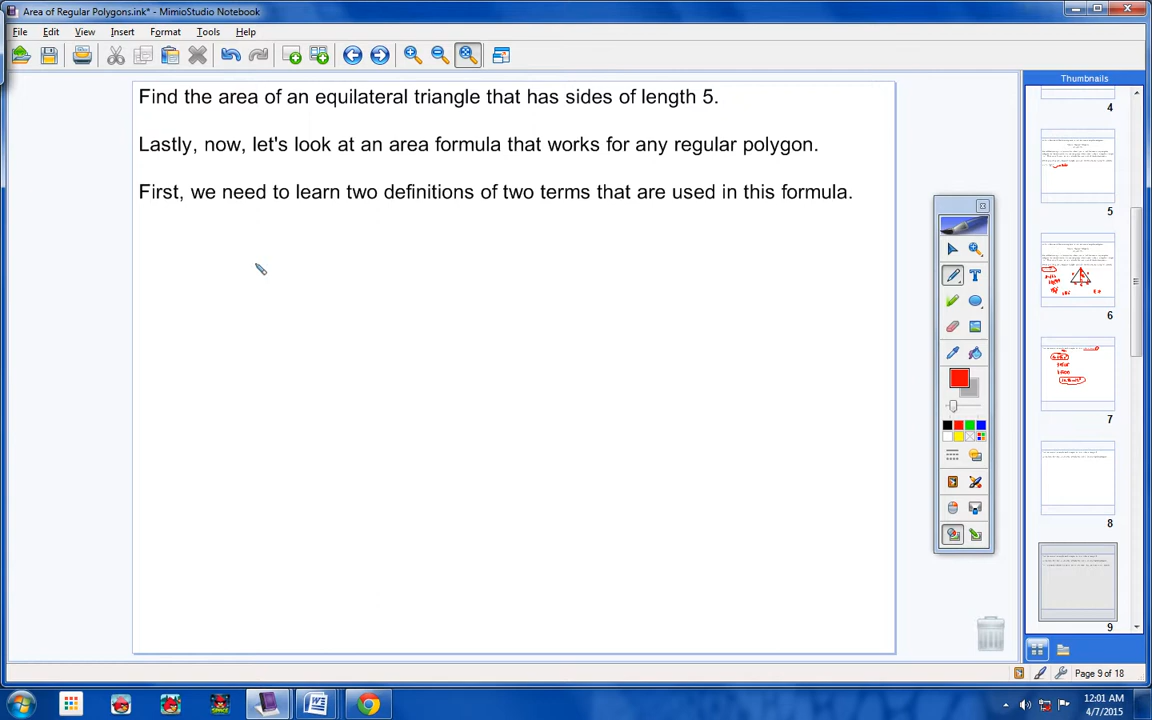 Area of Regular Polygons.ink* - MimioStudio Notebook
File Edit View Insert Format Tools Help
Find the area of an equilateral triangle that has sides of length 5.
Lastly, now, let's look at an area formula that works for any regular polygon.
First, we need to learn two definitions of two terms that are used in this formula.
Thumbnails
4
5
6
7
8
9
Page 9 of 18
12:01 AM
4/7/2015